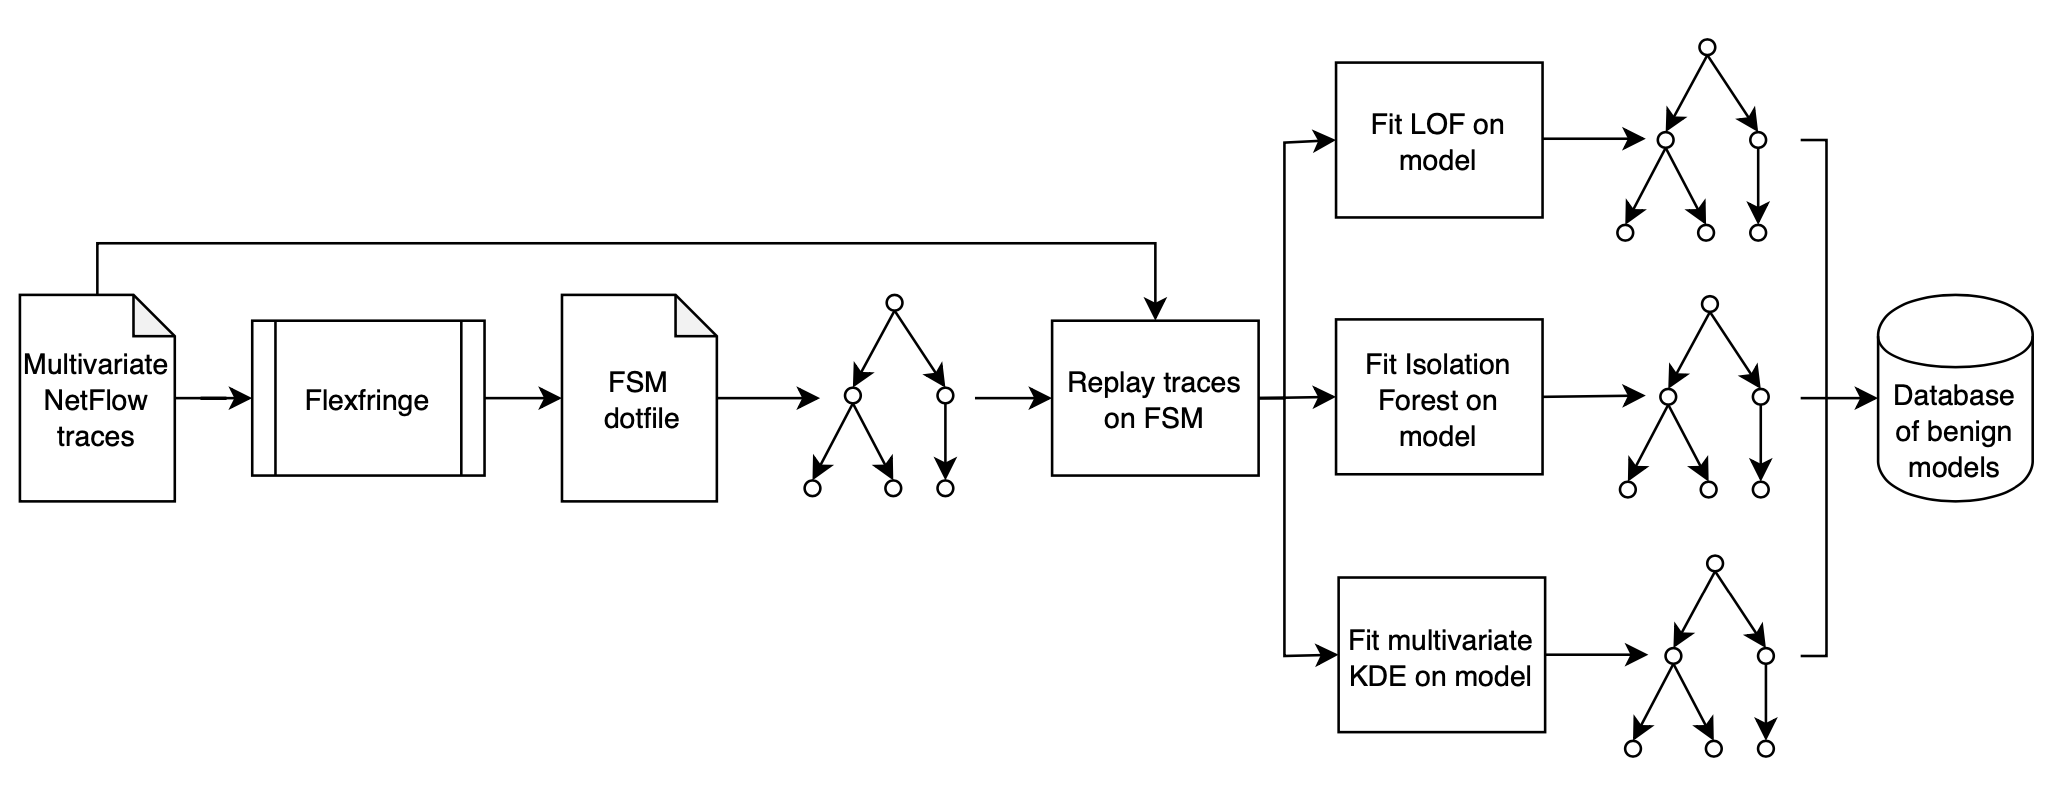 Multivariate
NetFlow
traces
Flexfringe
FSM
dotfile
Replay traces
on FSM
Fit LOF on
model
Fit Isolation
Forest on
model
Fit multivariate
KDE on model
Database
of benign
models